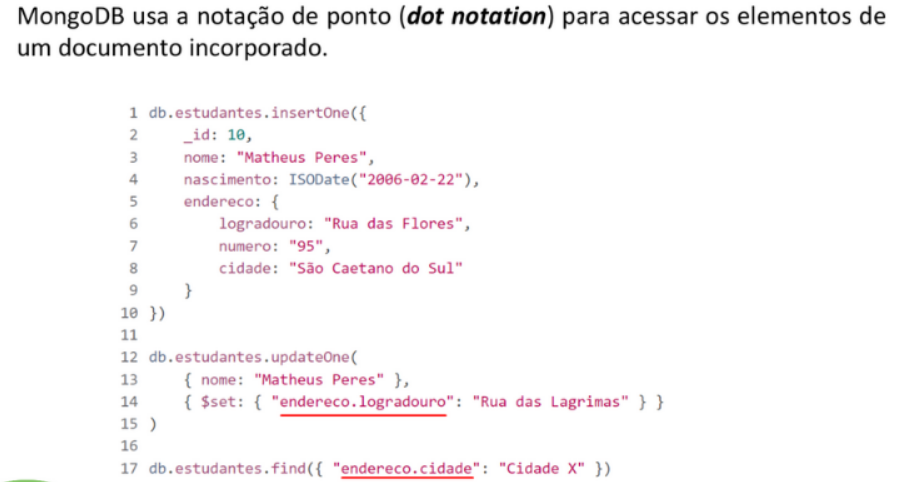 MongoDB usa a notação de ponto (dot notation) para acessar os elementos de
um documento incorporado.
1 db.estudantes.insertOne({
2     _id: 10,
3     nome: "Matheus Peres",
4     nascimento: ISODate("2006-02-22"),
5     endereco: {
6         logradouro: "Rua das Flores",
7         numero: "95",
8         cidade: "São Caetano do Sul"
9     }
10 })
11
12 db.estudantes.updateOne(
13     { nome: "Matheus Peres" },
14     { $set: { "endereco.logradouro": "Rua das Lagrimas" } }
15 )
16
17 db.estudantes.find({ "endereco.cidade": "Cidade X" })